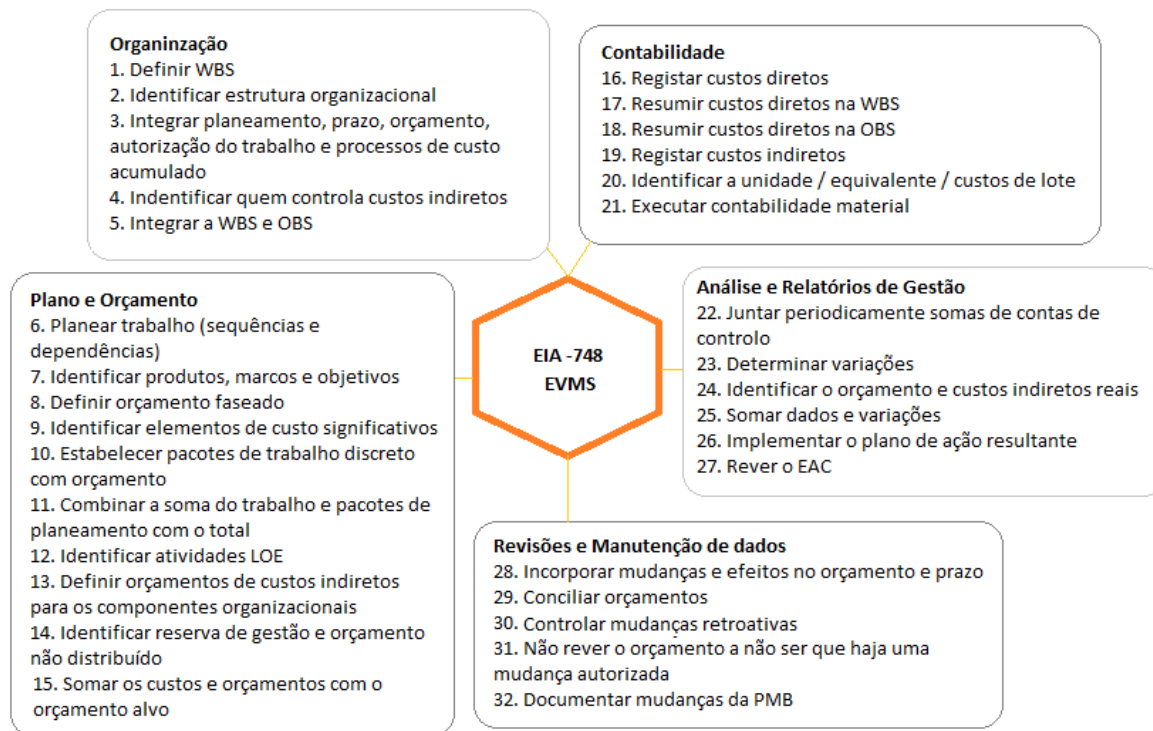 Organinzação
1. Definir WBS
2. Identificar estrutura organizacional
3. Integrar planeamento, prazo, orçamento,
autorização do trabalho e processos de custo
acumulado
4. Indentificar quem controla custos indiretos
5. Integrar a WBS e OBS
Contabilidade
16. Registar custos diretos
17. Resumir custos diretos na WBS
18. Resumir custos diretos na OBS
19. Registar custos indiretos
20. Identificar a unidade / equivalente / custos de lote
21. Executar contabilidade material
Plano e Orçamento
6. Planear trabalho (sequências e
dependências)
7. Identificar produtos, marcos e objetivos
8. Definir orçamento faseado
9. Identificar elementos de custo significativos
10. Estabelecer pacotes de trabalho discreto
com orçamento
11. Combinar a soma do trabalho e pacotes de
planeamento com o total
12. Identificar atividades LOE
13. Definir orçamentos de custos indiretos
para os componentes organizacionais
14. Identificar reserva de gestão e orçamento
não distribuído
15. Somar os custos e orçamentos com o
orçamento alvo
EIA -748
EVMS
Análise e Relatórios de Gestão
22. Juntar periodicamente somas de contas de
controlo
23. Determinar variações
24. Identificar o orçamento e custos indiretos reais
25. Somar dados e variações
26. Implementar o plano de ação resultante
27. Rever o EAC
Revisões e Manutenção de dados
28. Incorporar mudanças e efeitos no orçamento e prazo
29. Conciliar orçamentos
30. Controlar mudanças retroativas
31. Não rever o orçamento a não ser que haja uma
mudança autorizada
32. Documentar mudanças da PMB